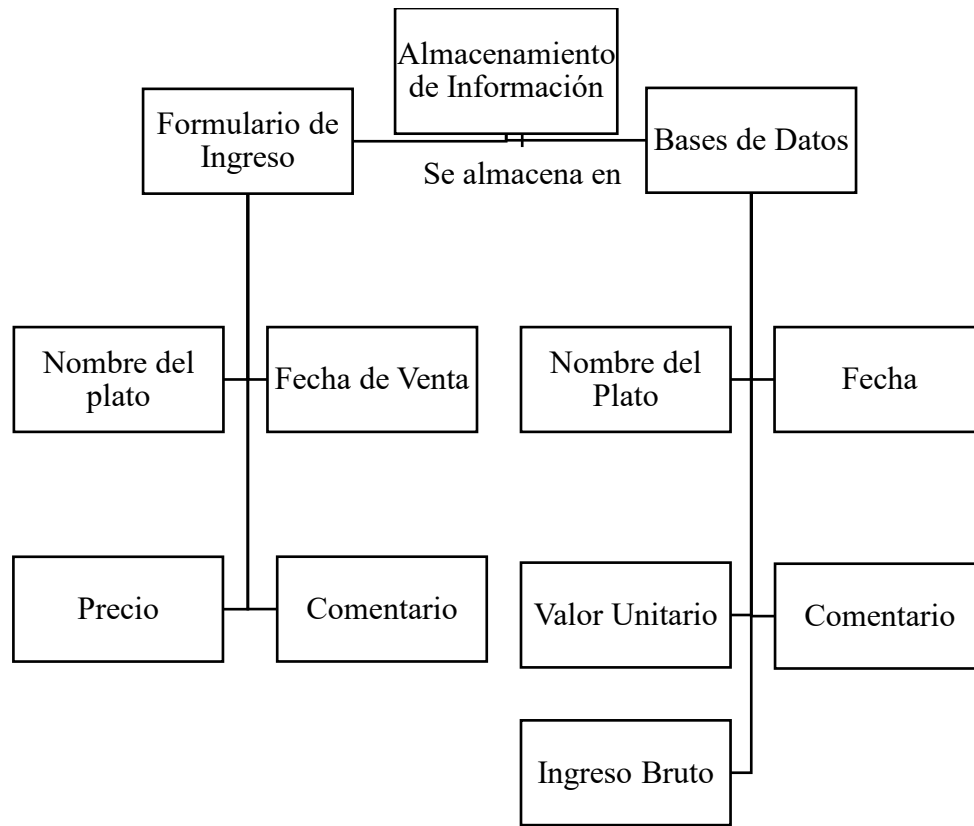 Almacenamiento
de Información
Formulario de
Ingreso
Bases de Datos
Se almacena en
Nombre del
plato
Fecha de Venta
Nombre del
Plato
Fecha
Precio
Comentario
Valor Unitario
Comentario
Ingreso Bruto